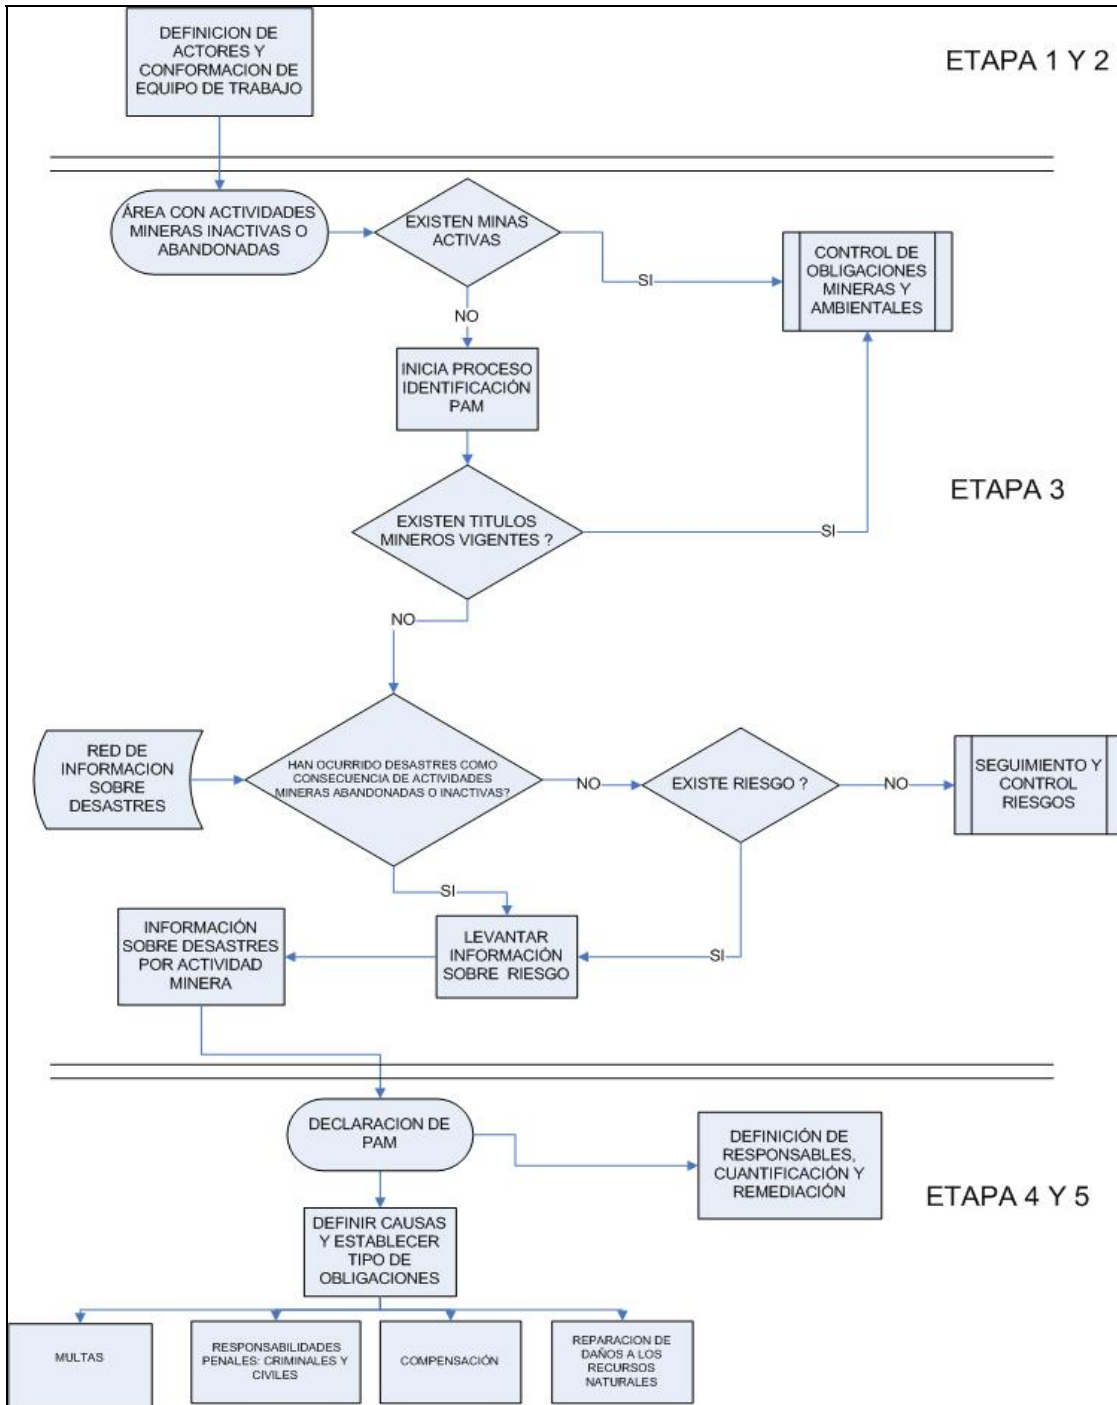 DEFINICION DE
ACTORES Y
CONFORMACION DE
EQUIPO DE TRABAJO
ETAPA 1 Y 2
ÁREA CON ACTIVIDADES
MINERAS INACTIVAS O
ABANDONADAS
EXISTEN MINAS
ACTIVAS
SI
CONTROL DE
OBLIGACIONES
MINERAS Y
AMBIENTALES
NO
INICIA PROCESO
IDENTIFICACIÓN
PAM
ETAPA 3
EXISTEN TITULOS
MINEROS VIGENTES ?
SI
NO
RED DE
INFORMACION
SOBRE
DESASTRES
HAN OCURRIDO DESASTRES COMO
CONSECUENCIA DE ACTIVIDADES
MINERAS ABANDONADAS O INACTIVAS?
NO
EXISTE RIESGO ?
NO
SEGUIMIENTO Y
CONTROL
RIESGOS
SI
SI
LEVANTAR
INFORMACIÓN
SOBRE RIESGO
INFORMACIÓN
SOBRE DESASTRES
POR ACTIVIDAD
MINERA
DECLARACION DE
PAM
DEFINICIÓN DE
RESPONSABLES,
CUANTIFICACIÓN Y
REMEDIACIÓN
ETAPA 4 Y 5
DEFINIR CAUSAS
Y ESTABLECER
TIPO DE
OBLIGACIONES
MULTAS
RESPONSABILIDADES
PENALES: CRIMINALES Y
CIVILES
COMPENSACIÓN
REPARACION DE
DAÑOS A LOS
RECURSOS
NATURALES